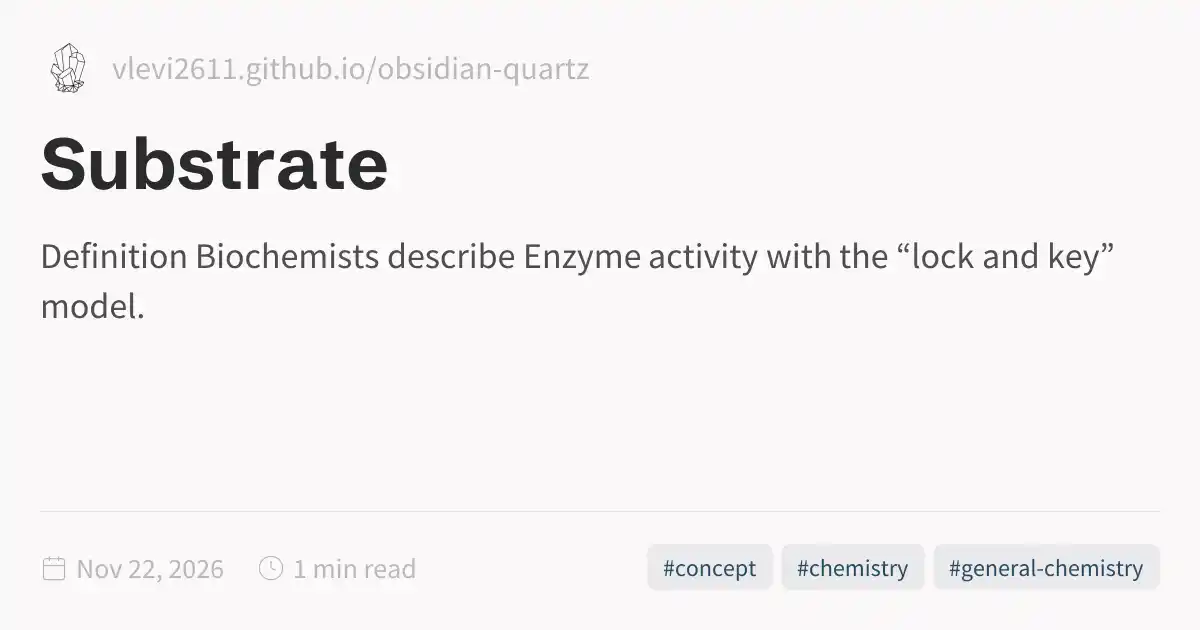 vlevi2611.github.io/obsidian-quartz
Substrate
Definition Biochemists describe Enzyme activity with the “lock and key”
model.
Nov 22, 2026 1 min read #concept #chemistry #general-chemistry